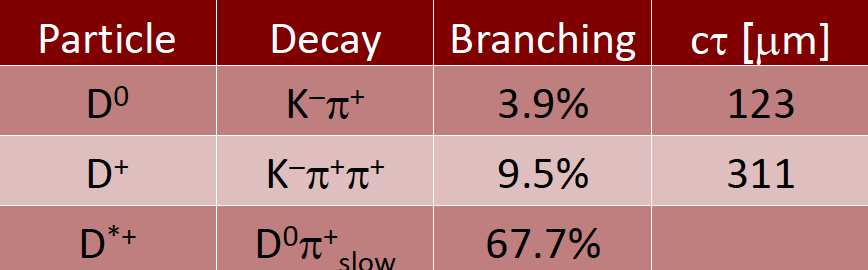 Particle Decay Branching cτ [μm]
D⁰ K⁻π⁺ 3.9% 123
D⁺ K⁻π⁺π⁺ 9.5% 311
D*⁺ D⁰π⁺slow 67.7%